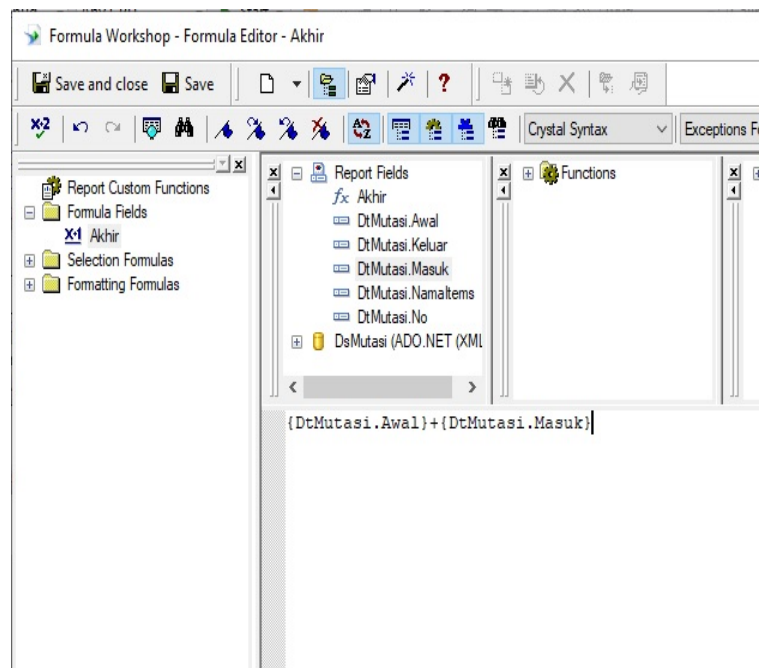 Formula Workshop - Formula Editor - Akhir
Save and close Save
Crystal Syntax Exceptions F
Report Custom Functions
Formula Fields
Akhir
Selection Formulas
Formatting Formulas
Report Fields
Akhir
DtMutasi.Awal
DtMutasi.Keluar
DtMutasi.Masuk
DtMutasi.NamaItems
DtMutasi.No
DsMutasi (ADO.NET (XML
Functions
{DtMutasi.Awal}+{DtMutasi.Masuk}